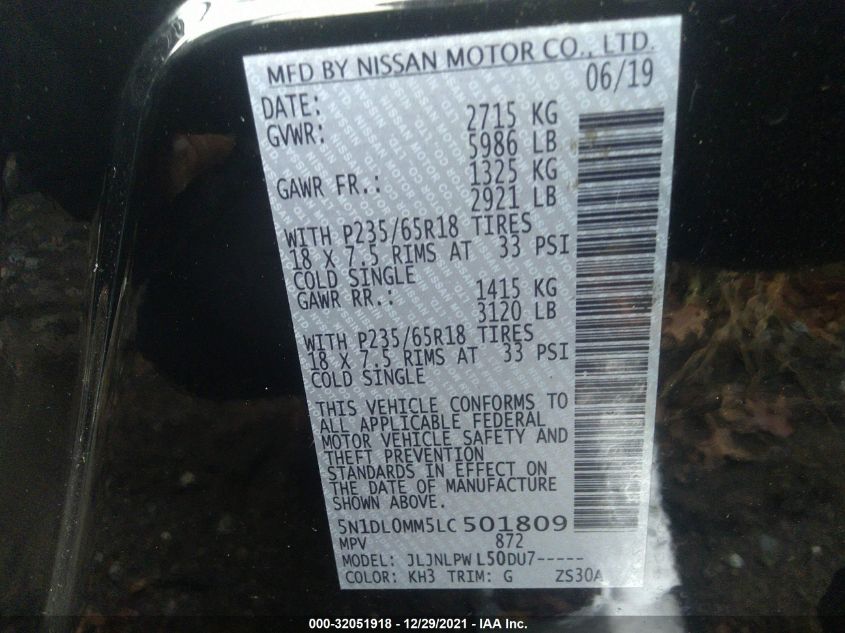 MFD BY NISSAN MOTOR CO., LTD.
DATE: 06/19
GVWR: 2715 KG
5986 LB
GAWR FR.: 1325 KG
2921 LB
WITH P235/65R18 TIRES
18 X 7.5 RIMS AT 33 PSI
COLD SINGLE
GAWR RR.: 1415 KG
3120 LB
WITH P235/65R18 TIRES
18 X 7.5 RIMS AT 33 PSI
COLD SINGLE
THIS VEHICLE CONFORMS TO
ALL APPLICABLE FEDERAL
MOTOR VEHICLE SAFETY AND
THEFT PREVENTION
STANDARDS IN EFFECT ON
THE DATE OF MANUFACTURE
SHOWN ABOVE.
5N1DL0MM5LC501809
MPV 872
MODEL: JLJNLPW L50DU7-----
COLOR: KH3 TRIM: G ZS30A
000-32051918 - 12/29/2021 - IAA Inc.